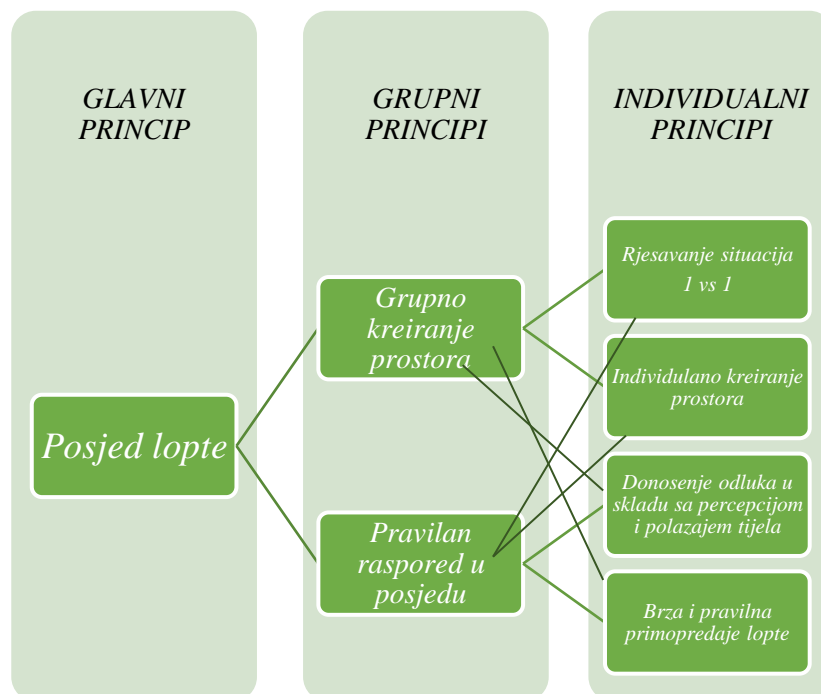 GLAVNI
PRINCIP
GRUPNI
PRINCIPI
INDIVIDUALNI
PRINCIPI
Posjed lopte
Grupno
kreiranje
prostora
Pravilan
raspored u
posjedu
Rjesavanje situacija
1 vs 1
Individulano kreiranje
prostora
Donosenje odluka u
skladu sa percepcijom
i polazajem tijela
Brza i pravilna
primopredaje lopte